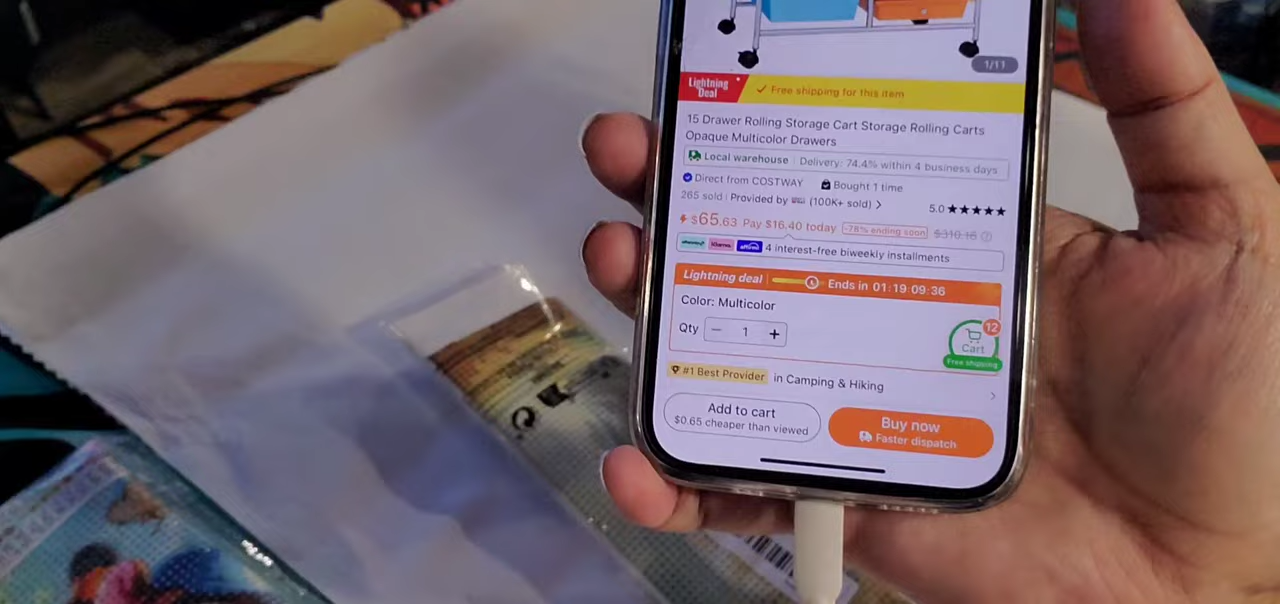 1/11
Lightning Deal
✓ Free shipping for this item
15 Drawer Rolling Storage Cart Storage Rolling Carts
Opaque Multicolor Drawers
Local warehouse | Delivery: 74.4% within 4 business days
Direct from COSTWAY Bought 1 time
265 sold | Provided by (100K+ sold) >
5.0 ★★★★★
$65.63 Pay $16.40 today -78% ending soon $310.16
Klarna affirm 4 interest-free biweekly installments
Lightning deal | Ends in 01:19:09:36
Color: Multicolor
Qty − 1 +
12
Cart
Free shipping
#1 Best Provider in Camping & Hiking >
Add to cart
$0.65 cheaper than viewed
Buy now
Faster dispatch